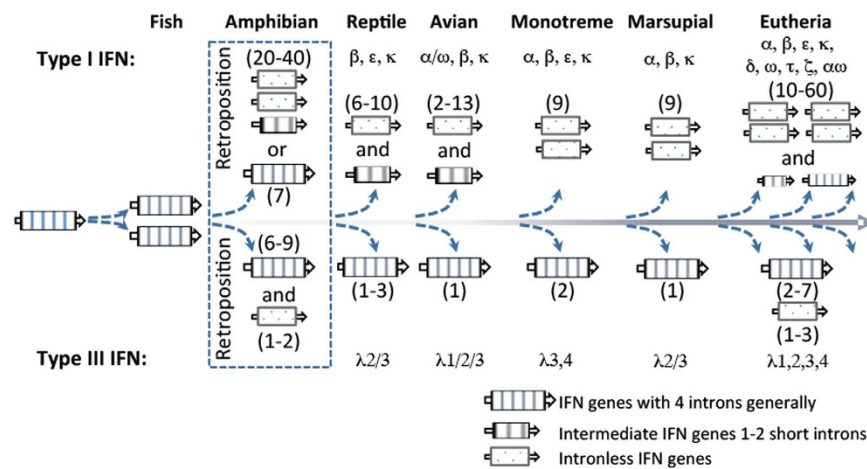 Fish Amphibian Reptile Avian Monotreme Marsupial Eutheria
Type I IFN:
Retroposition
(20-40)
or
(7)
β, ε, κ
(6-10)
and
α/ω, β, κ
(2-13)
and
α, β, ε, κ
(9)
α, β, κ
(9)
α, β, ε, κ,
δ, ω, τ, ζ, αω
(10-60)
and
Retroposition
(6-9)
and
(1-2)
(1-3)
(1)
(2)
(1)
(2-7)
(1-3)
Type III IFN:
λ2/3
λ1/2/3
λ3,4
λ2/3
λ1,2,3,4
IFN genes with 4 introns generally
Intermediate IFN genes 1-2 short introns
Intronless IFN genes